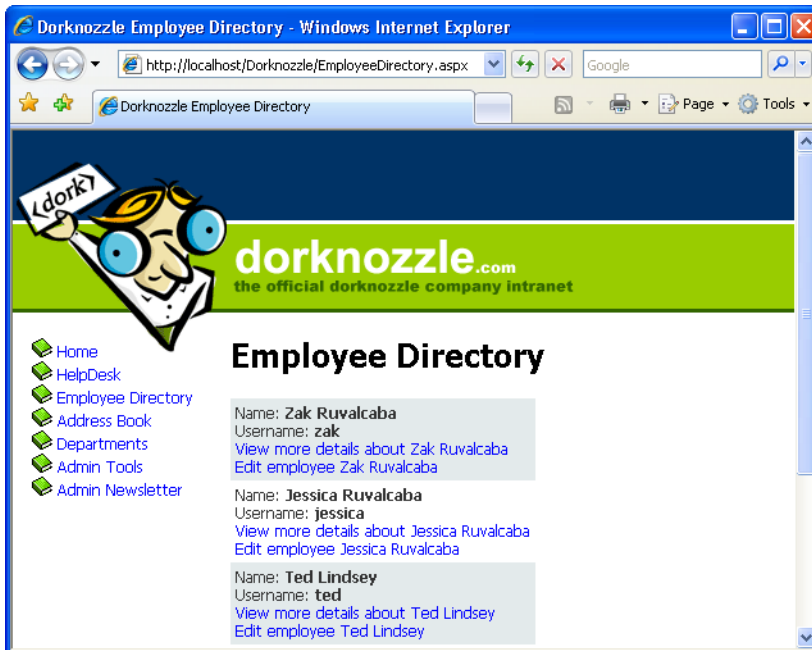 Dorknozzle Employee Directory - Windows Internet Explorer
http://localhost/Dorknozzle/EmployeeDirectory.aspx
Google
Dorknozzle Employee Directory
Page
Tools
<dork>
dorknozzle.com
the official dorknozzle company intranet
Home
HelpDesk
Employee Directory
Address Book
Departments
Admin Tools
Admin Newsletter
Employee Directory
Name: Zak Ruvalcaba
Username: zak
View more details about Zak Ruvalcaba
Edit employee Zak Ruvalcaba
Name: Jessica Ruvalcaba
Username: jessica
View more details about Jessica Ruvalcaba
Edit employee Jessica Ruvalcaba
Name: Ted Lindsey
Username: ted
View more details about Ted Lindsey
Edit employee Ted Lindsey